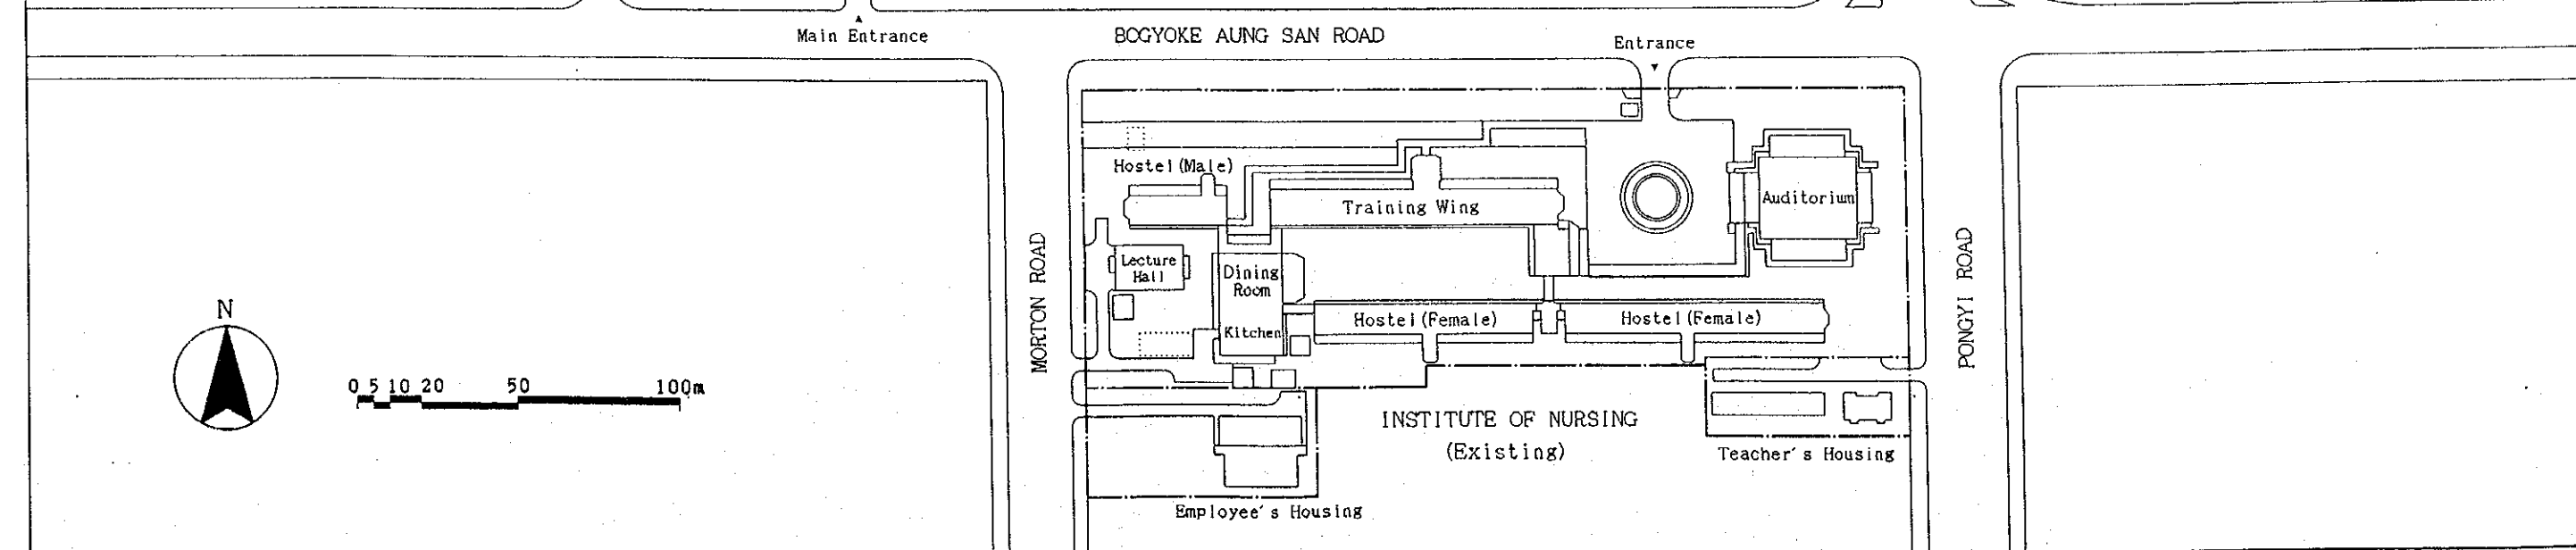 Main Entrance
BOGYOKE AUNG SAN ROAD
Entrance
Hostel(Male)
Training Wing
Auditorium
Lecture
Hall
Dining
Room
Kitchen
Hostel(Female)
Hostel(Female)
MORTON ROAD
PONGYI ROAD
N
0 5 10 20 50 100m
INSTITUTE OF NURSING
(Existing)
Teacher's Housing
Employee's Housing